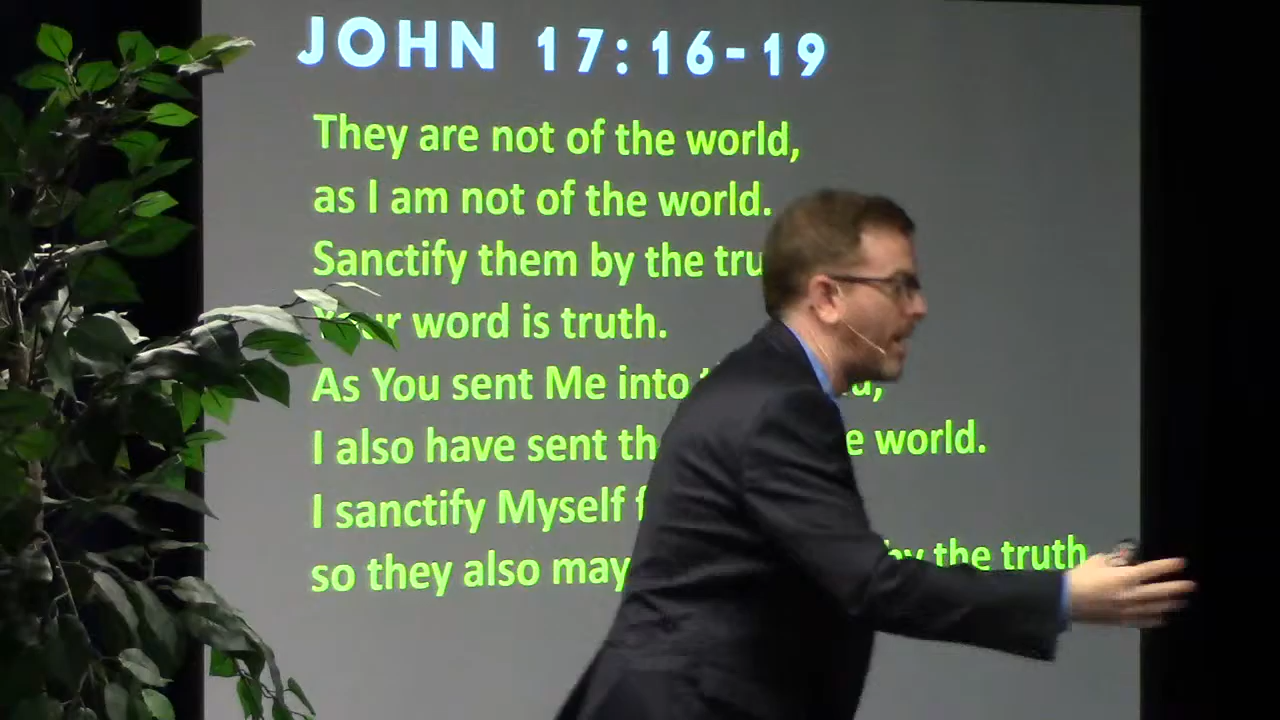 JOHN 17:16-19
They are not of the world,
as I am not of the world.
Sanctify them by the
word is truth.
As You sent Me into
I also have sent world.
I sanctify Myself
so they also may by the truth